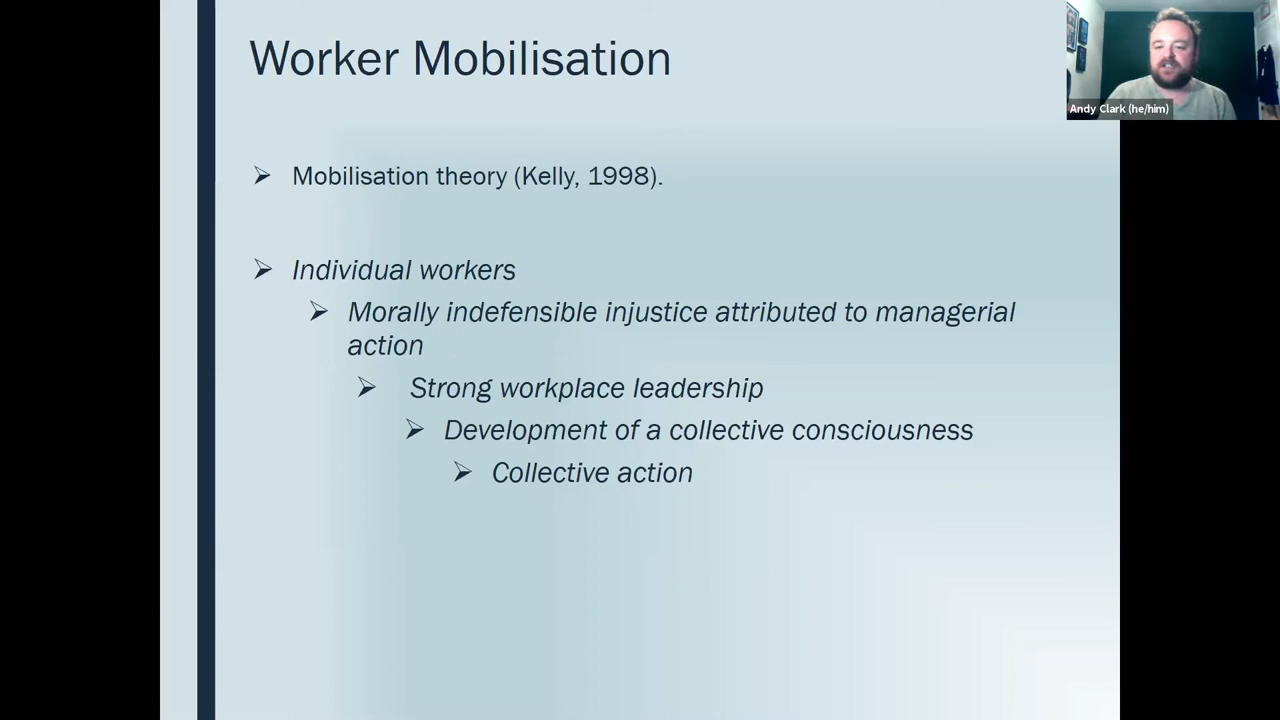 Worker Mobilisation
Andy Clark (he/him)
Mobilisation theory (Kelly, 1998).
Individual workers
Morally indefensible injustice attributed to managerial
action
Strong workplace leadership
Development of a collective consciousness
Collective action